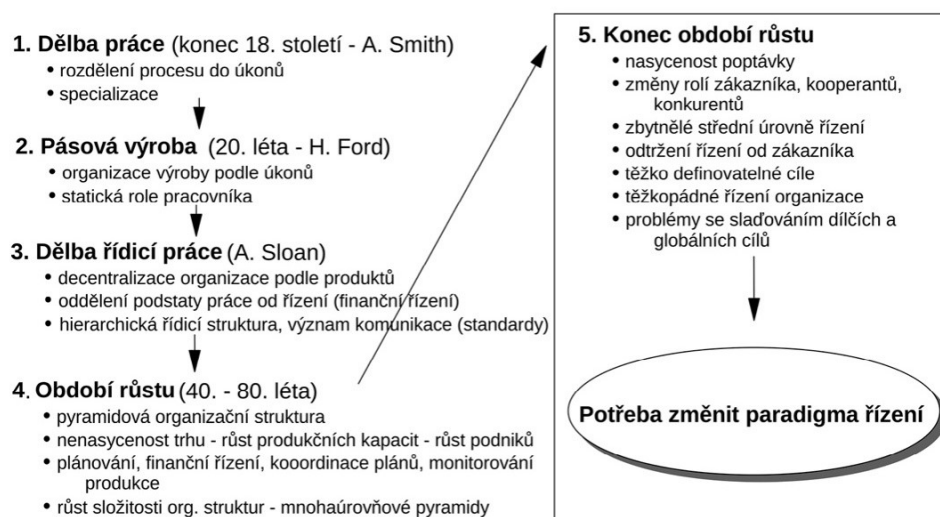 1. Dělba práce (konec 18. století - A. Smith)
• rozdělení procesu do úkonů
• specializace
2. Pásová výroba (20. léta - H. Ford)
• organizace výroby podle úkonů
• statická role pracovníka
3. Dělba řídicí práce (A. Sloan)
• decentralizace organizace podle produktů
• oddělení podstaty práce od řízení (finanční řízení)
• hierarchická řídicí struktura, význam komunikace (standardy)
4. Období růstu (40. - 80. léta)
• pyramidová organizační struktura
• nenasycenost trhu - růst produkčních kapacit - růst podniků
• plánování, finanční řízení, kooordinace plánů, monitorování
produkce
• růst složitosti org. struktur - mnohaúrovňové pyramidy
5. Konec období růstu
• nasycenost poptávky
• změny rolí zákazníka, kooperantů,
konkurentů
• zbytnělé střední úrovně řízení
• odtržení řízení od zákazníka
• těžko definovatelné cíle
• těžkopádné řízení organizace
• problémy se slaďováním dílčích a
globálních cílů
Potřeba změnit paradigma řízení